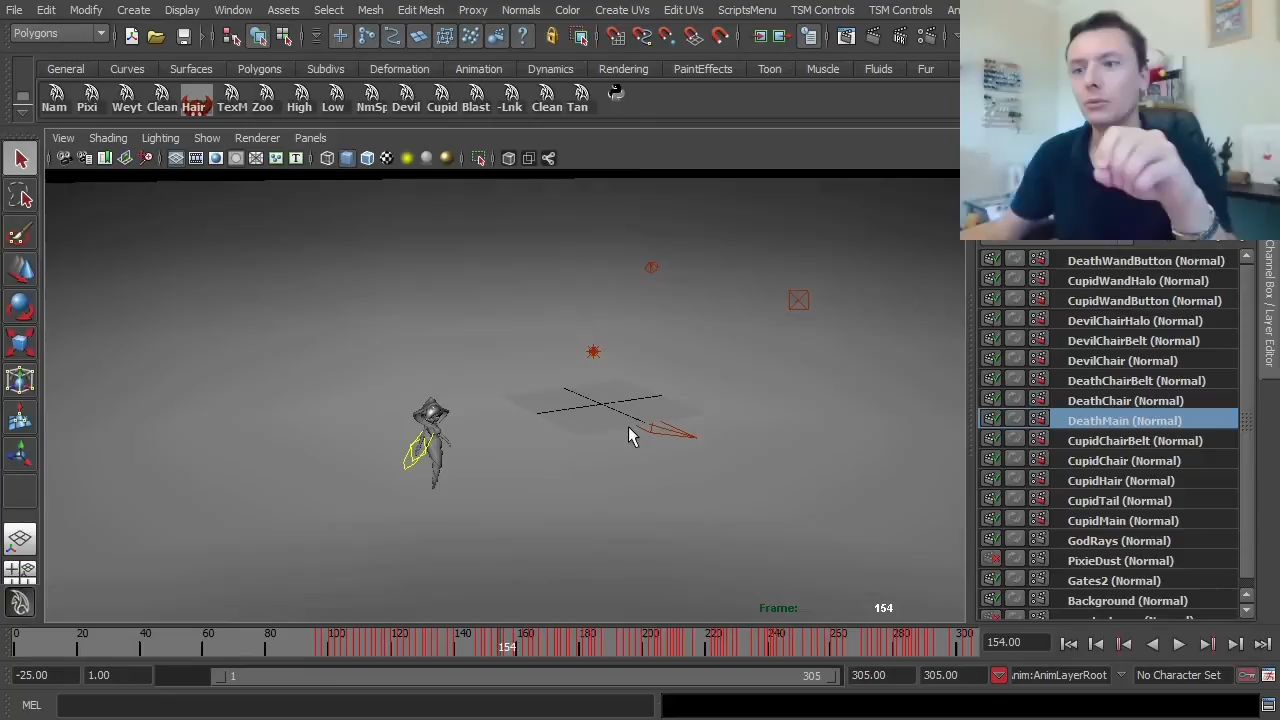 File Edit Modify Create Display Window Assets Select Mesh Edit Mesh Proxy Normals Color Create UVs Edit UVs ScriptsMenu TSM Controls TSM Controls
Polygons
General Curves Surfaces Polygons Subdivs Deformation Animation Dynamics Rendering PaintEffects Toon Muscle Fluids Fur
Nam Pixi Weyt Clean Hair TexM Zoo High Low NmSp Devil Cupid Blast -Lnk Clean Tan
View Shading Lighting Show Renderer Panels
DeathWandButton (Normal)
CupidWandHalo (Normal)
CupidWandButton (Normal)
DevilChairHalo (Normal)
DevilChairBelt (Normal)
DevilChair (Normal)
DeathChairBelt (Normal)
DeathChair (Normal)
DeathMain (Normal)
CupidChairBelt (Normal)
CupidChair (Normal)
CupidHair (Normal)
CupidTail (Normal)
CupidMain (Normal)
GodRays (Normal)
PixieDust (Normal)
Gates2 (Normal)
Background (Normal)
Channel Box / Layer Editor
Frame: 154
0 20 40 60 80 100 120 140 154 180 200 220 240 260 280 300 154.00
-25.00 1.00 1 305 305.00 305.00 nim:AnimLayerRoot No Character Set
MEL